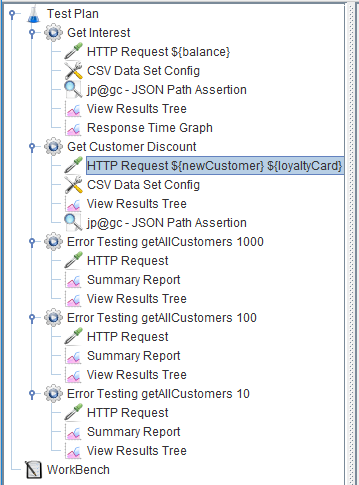 Test Plan
Get Interest
HTTP Request ${balance}
CSV Data Set Config
jp@gc - JSON Path Assertion
View Results Tree
Response Time Graph
Get Customer Discount
HTTP Request ${newCustomer} ${loyaltyCard}
CSV Data Set Config
View Results Tree
jp@gc - JSON Path Assertion
Error Testing getAllCustomers 1000
HTTP Request
Summary Report
View Results Tree
Error Testing getAllCustomers 100
HTTP Request
Summary Report
View Results Tree
Error Testing getAllCustomers 10
HTTP Request
Summary Report
View Results Tree
WorkBench